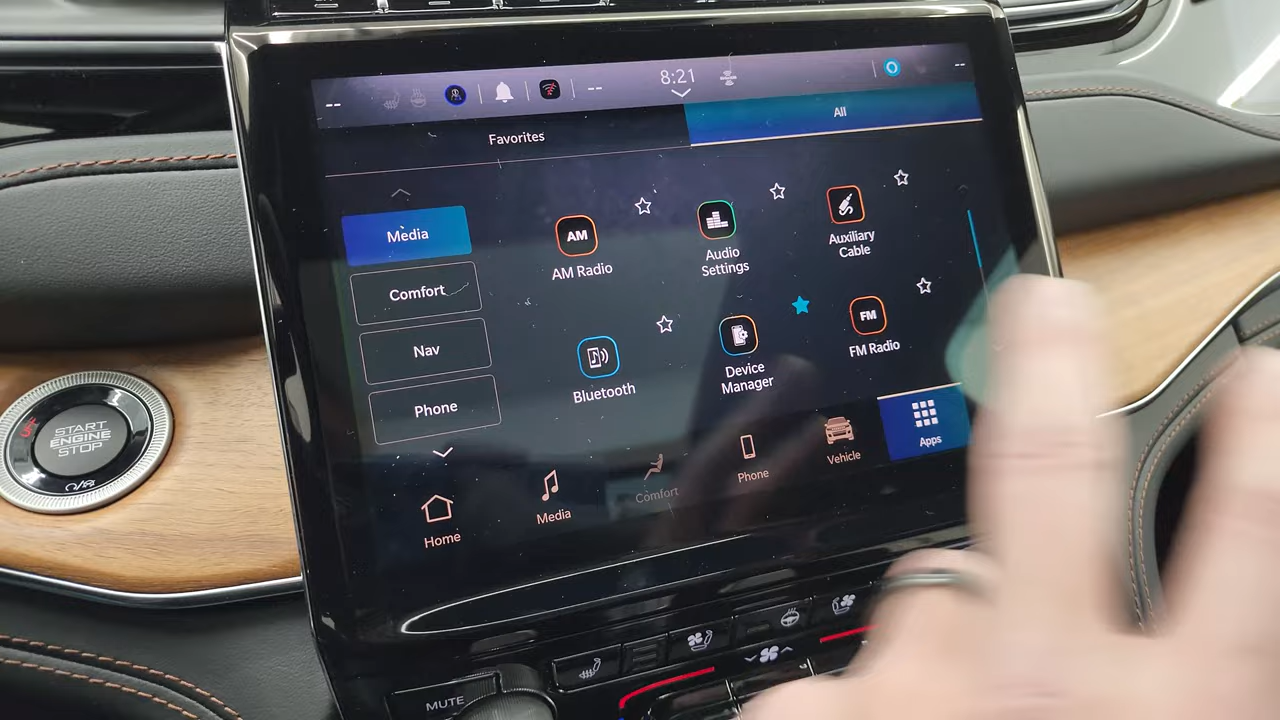 --
--
8:21
--
Favorites
All
Media
Comfort
Nav
Phone
AM
AM Radio
Audio
Settings
Auxiliary
Cable
Bluetooth
Device
Manager
FM
FM Radio
Home
Media
Comfort
Phone
Vehicle
Apps
START
ENGINE
STOP
MUTE